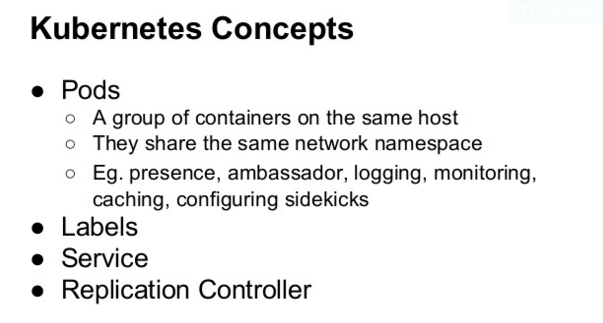 Kubernetes Concepts
● Pods
○ A group of containers on the same host
○ They share the same network namespace
○ Eg. presence, ambassador, logging, monitoring,
caching, configuring sidekicks
● Labels
● Service
● Replication Controller